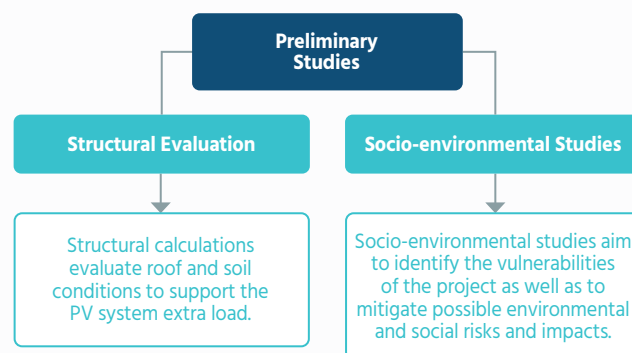 Preliminary
Studies
Structural Evaluation
Socio-environmental Studies
Structural calculations
evaluate roof and soil
conditions to support the
PV system extra load.
Socio-environmental studies aim
to identify the vulnerabilities
of the project as well as to
mitigate possible environmental
and social risks and impacts.